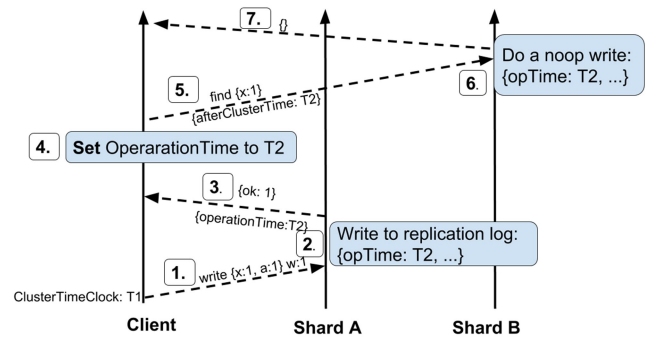 7. {}
Do a noop write:
{opTime: T2, ...}
6.
5. find {x:1}
{afterClusterTime: T2}
4. Set OperarationTime to T2
3. {ok: 1}
{operationTime:T2}
2. Write to replication log:
{opTime: T2, ...}
1. write {x:1, a:1} w:1
ClusterTimeClock: T1
Client Shard A Shard B